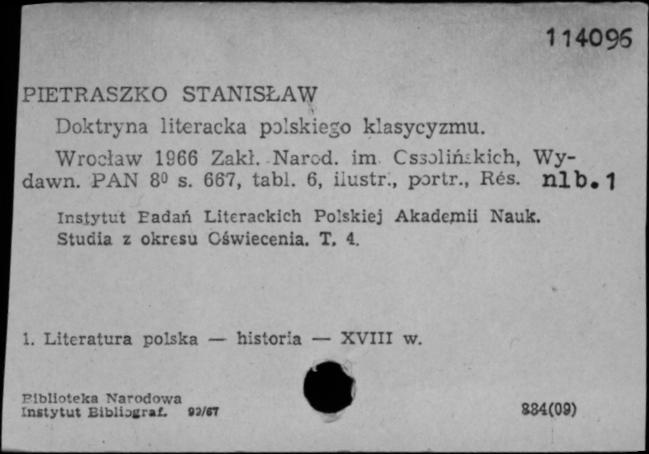 114096
PIETRASZKO STANISŁAW
Doktryna literacka polskiego klasycyzmu.
Wrocław 1966 Zakł. Narod. im. Ossolińskich, Wy-
dawn. PAN 8⁰ s. 667, tabl. 6, ilustr., portr., Rés. nlb.1
Instytut Badań Literackich Polskiej Akademii Nauk.
Studia z okresu Oświecenia. T. 4.
1. Literatura polska — historia — XVIII w.
Biblioteka Narodowa
Instytut Bibliograf. 90/67
884(09)